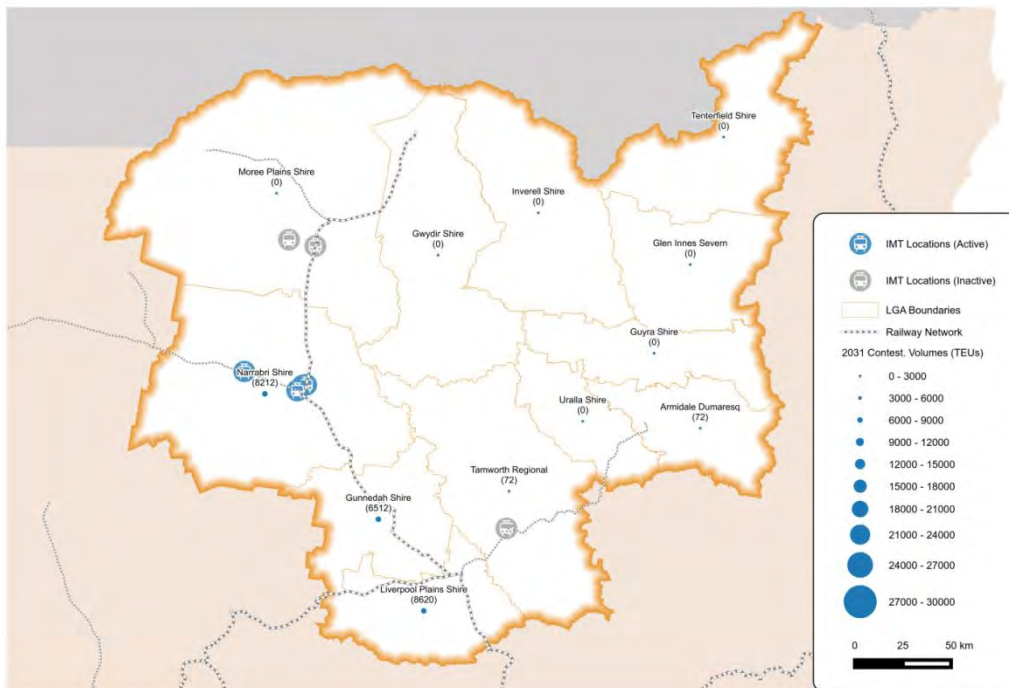 Tenterfield Shire
(0)
Moree Plains Shire
(0)
Inverell Shire
(0)
Gwydir Shire
(0)
Glen Innes Severn
(0)
Guyra Shire
(0)
Narrabri Shire
(8212)
Uralla Shire
(0)
Armidale Dumaresq
(72)
Tamworth Regional
(72)
Gunnedah Shire
(6512)
Liverpool Plains Shire
(8620)
IMT Locations (Active)
IMT Locations (Inactive)
LGA Boundaries
Railway Network
2031 Contest. Volumes (TEUs)
0 - 3000
3000 - 6000
6000 - 9000
9000 - 12000
12000 - 15000
15000 - 18000
18000 - 21000
21000 - 24000
24000 - 27000
27000 - 30000
0 25 50 km